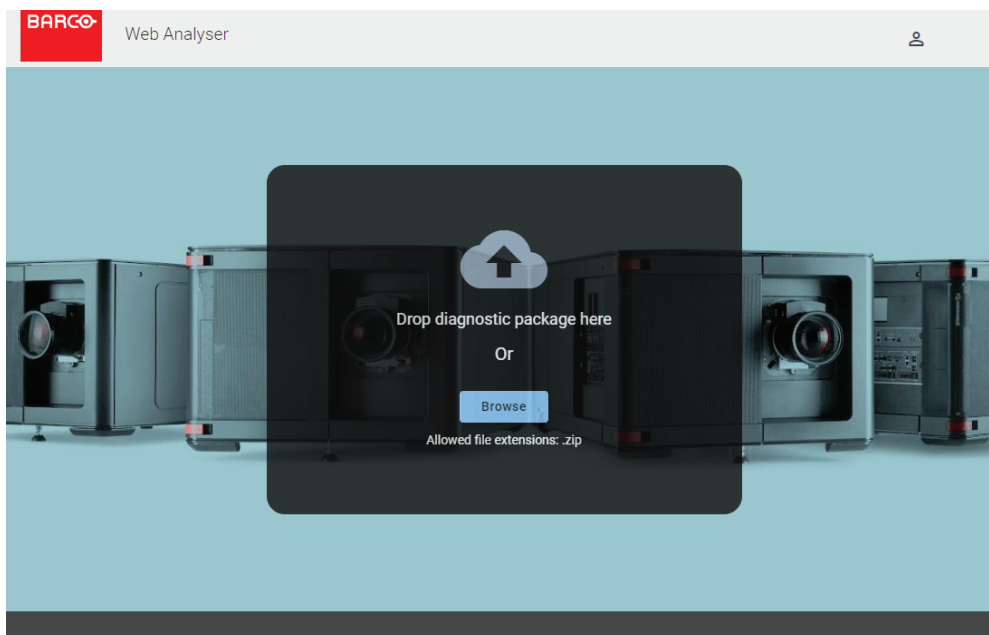 BARCO
Web Analyser
Drop diagnostic package here
Or
Browse
Allowed file extensions: .zip